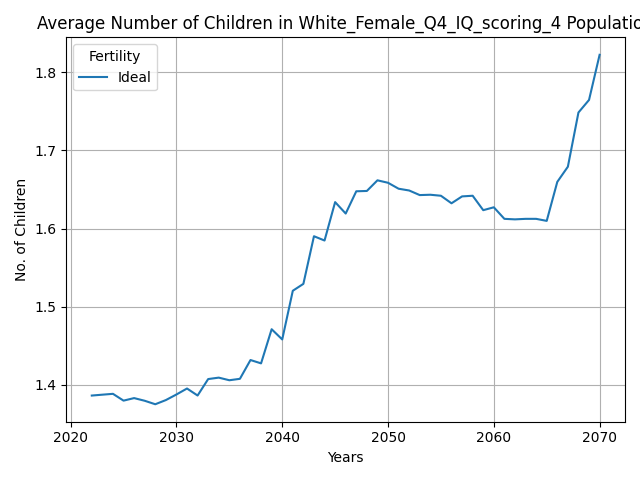 Average Number of Children in White_Female_Q4_IQ_scoring_4 Populatio
Fertility
Ideal
No. of Children
1.8
1.7
1.6
1.5
1.4
2020 2030 2040 2050 2060 2070
Years